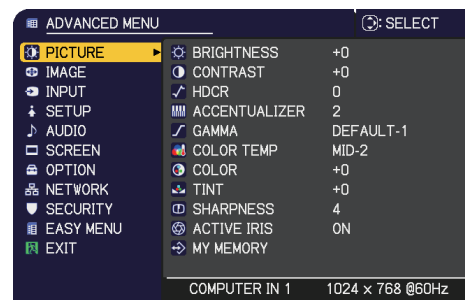 ADVANCED MENU : SELECT
PICTURE BRIGHTNESS +0
IMAGE CONTRAST +0
INPUT HDCR 0
SETUP ACCENTUALIZER 2
AUDIO GAMMA DEFAULT-1
SCREEN COLOR TEMP MID-2
OPTION COLOR +0
NETWORK TINT +0
SECURITY SHARPNESS 4
EASY MENU ACTIVE IRIS ON
EXIT MY MEMORY
COMPUTER IN 1 1024 × 768 @60Hz